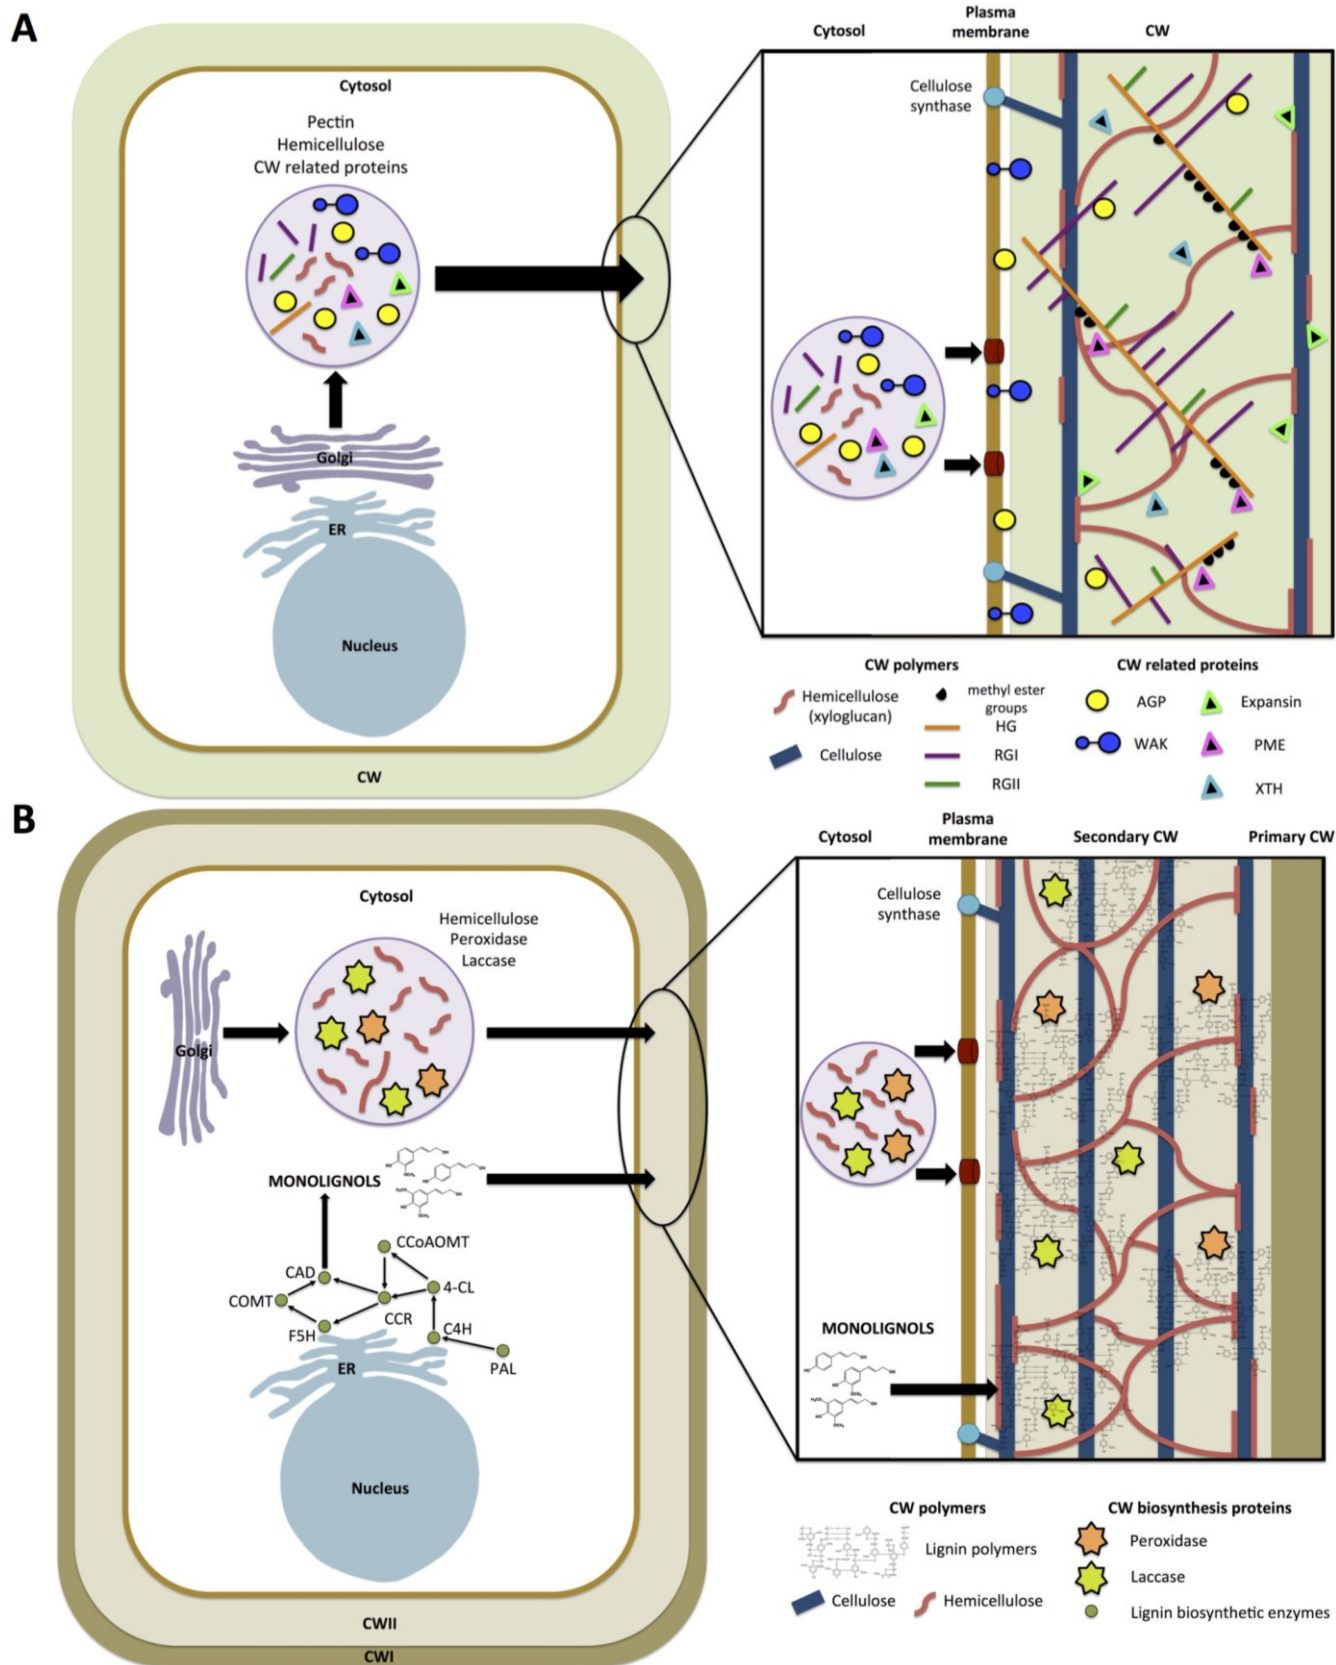 A
Cytosol
Pectin
Hemicellulose
CW related proteins
Golgi
ER
Nucleus
CW
Cytosol
Plasma
membrane
CW
Cellulose
synthase
CW polymers
Hemicellulose
(xyloglucan)
Cellulose
methyl ester
groups
HG
RGI
RGII
CW related proteins
AGP
WAK
Expansin
PME
XTH
B
Cytosol
Hemicellulose
Peroxidase
Laccase
Golgi
MONOLIGNOLS
CCoAOMT
CAD
4-CL
COMT
CCR
F5H
C4H
PAL
ER
Nucleus
CWII
CWI
Cytosol
Plasma
membrane
Secondary CW
Primary CW
Cellulose
synthase
MONOLIGNOLS
CW polymers
Lignin polymers
Cellulose
Hemicellulose
CW biosynthesis proteins
Peroxidase
Laccase
Lignin biosynthetic enzymes